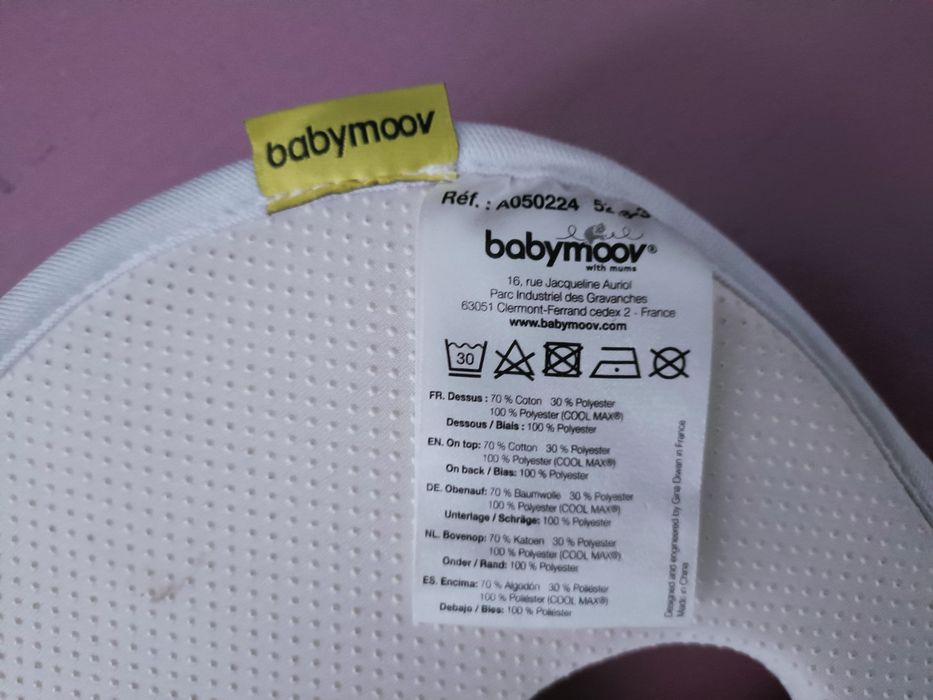 babymoov
Réf. : A050224
babymoov®
with mums
16, rue Jacqueline Auriol
Parc Industriel des Gravanches
63051 Clermont-Ferrand cedex 2 - France
www.babymoov.com
30
FR. Dessus : 70 % Coton 30 % Polyester
100 % Polyester (COOL MAX®)
Dessous / Biais : 100 % Polyester
EN. On top: 70 % Cotton 30 % Polyester
100 % Polyester (COOL MAX®)
On back / Bias: 100 % Polyester
DE. Obenauf: 70 % Baumwolle 30 % Polyester
100 % Polyester (COOL MAX®)
Unterlage / Schräge: 100 % Polyester
NL. Bovenop: 70 % Katoen 30 % Polyester
100 % Polyester (COOL MAX®)
Onder / Rand: 100 % Polyester
ES. Encima: 70 % Algodón 30 % Poliéster
100 % Poliéster (COOL MAX®)
Debajo / Bies: 100 % Poliéster
Designed and engineered by Gina Diwan in France
Made in China